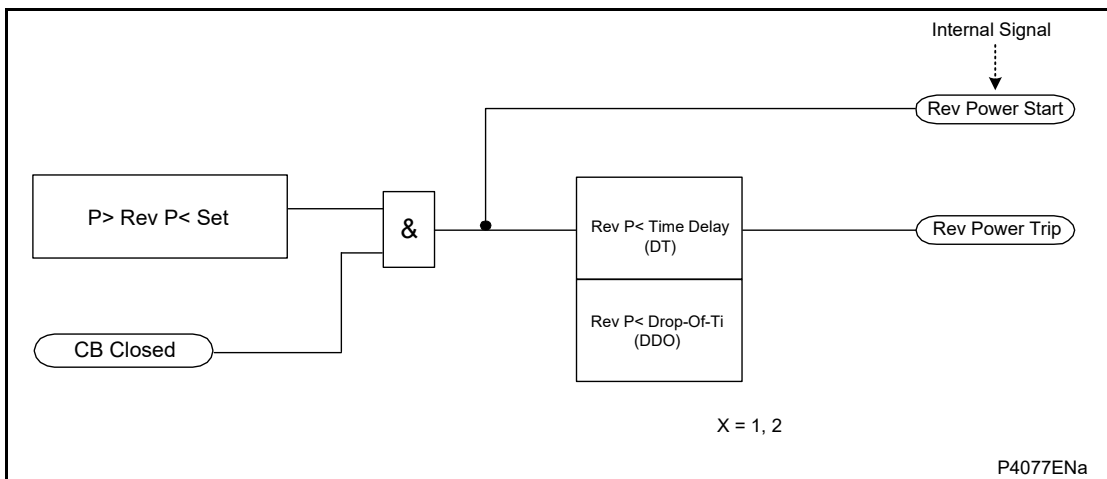 Internal Signal
Rev Power Start
P> Rev P< Set
&
Rev P< Time Delay
(DT)
Rev Power Trip
Rev P< Drop-Of-Ti
(DDO)
CB Closed
X = 1, 2
P4077ENa